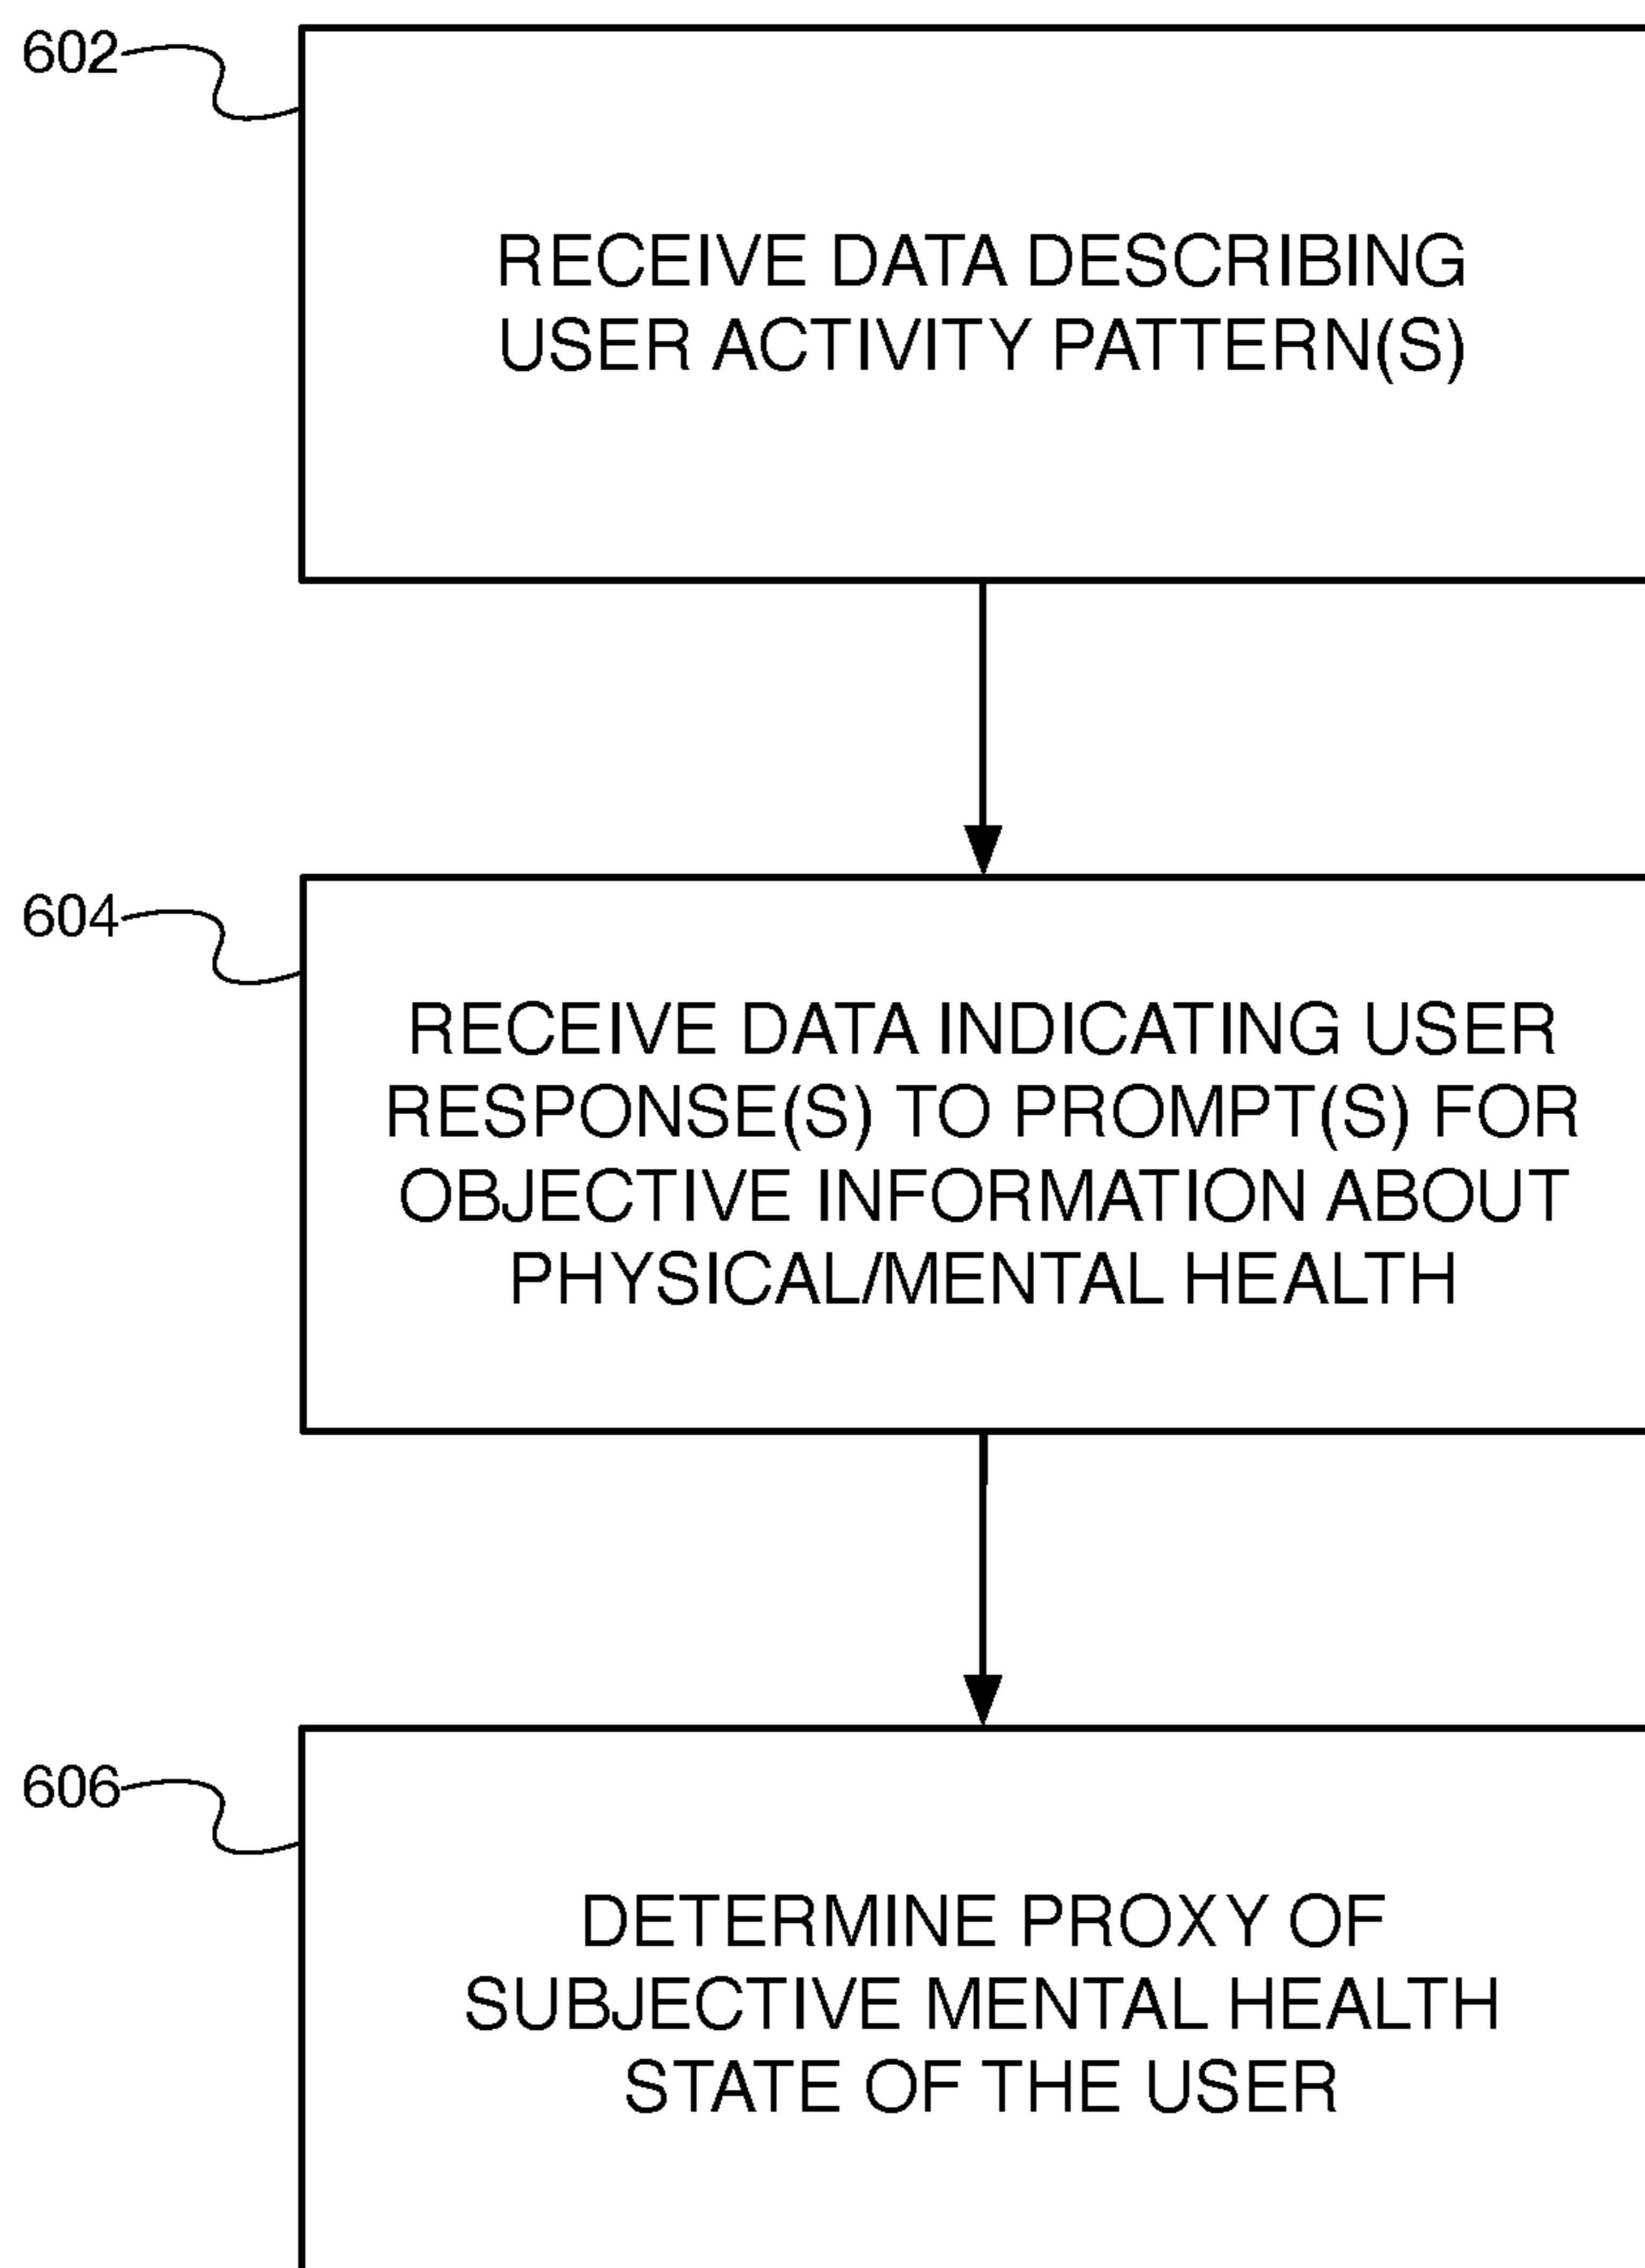 602
RECEIVE DATA DESCRIBING
USER ACTIVITY PATTERN(S)
604
RECEIVE DATA INDICATING USER
RESPONSE(S) TO PROMPT(S) FOR
OBJECTIVE INFORMATION ABOUT
PHYSICAL/MENTAL HEALTH
606
DETERMINE PROXY OF
SUBJECTIVE MENTAL HEALTH
STATE OF THE USER